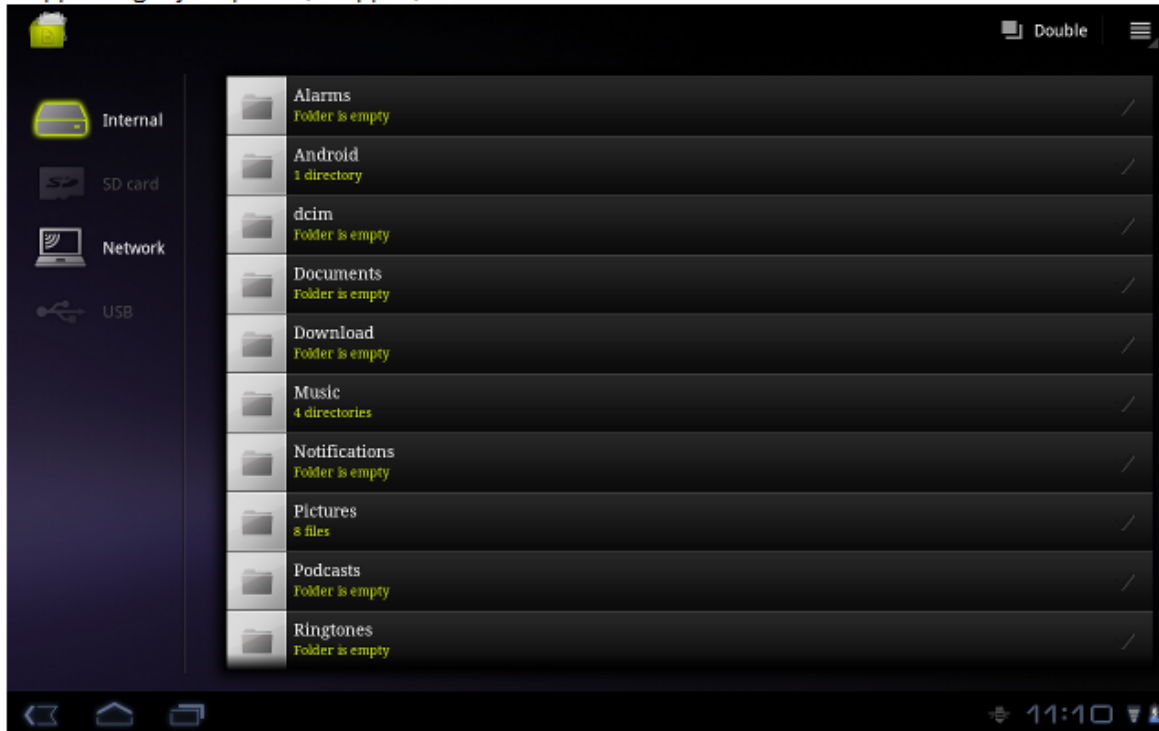 Double
Internal
SD card
Network
USB
Alarms
Folder is empty
Android
1 directory
dcim
Folder is empty
Documents
Folder is empty
Download
Folder is empty
Music
4 directories
Notifications
Folder is empty
Pictures
8 files
Podcasts
Folder is empty
Ringtones
Folder is empty
11:10